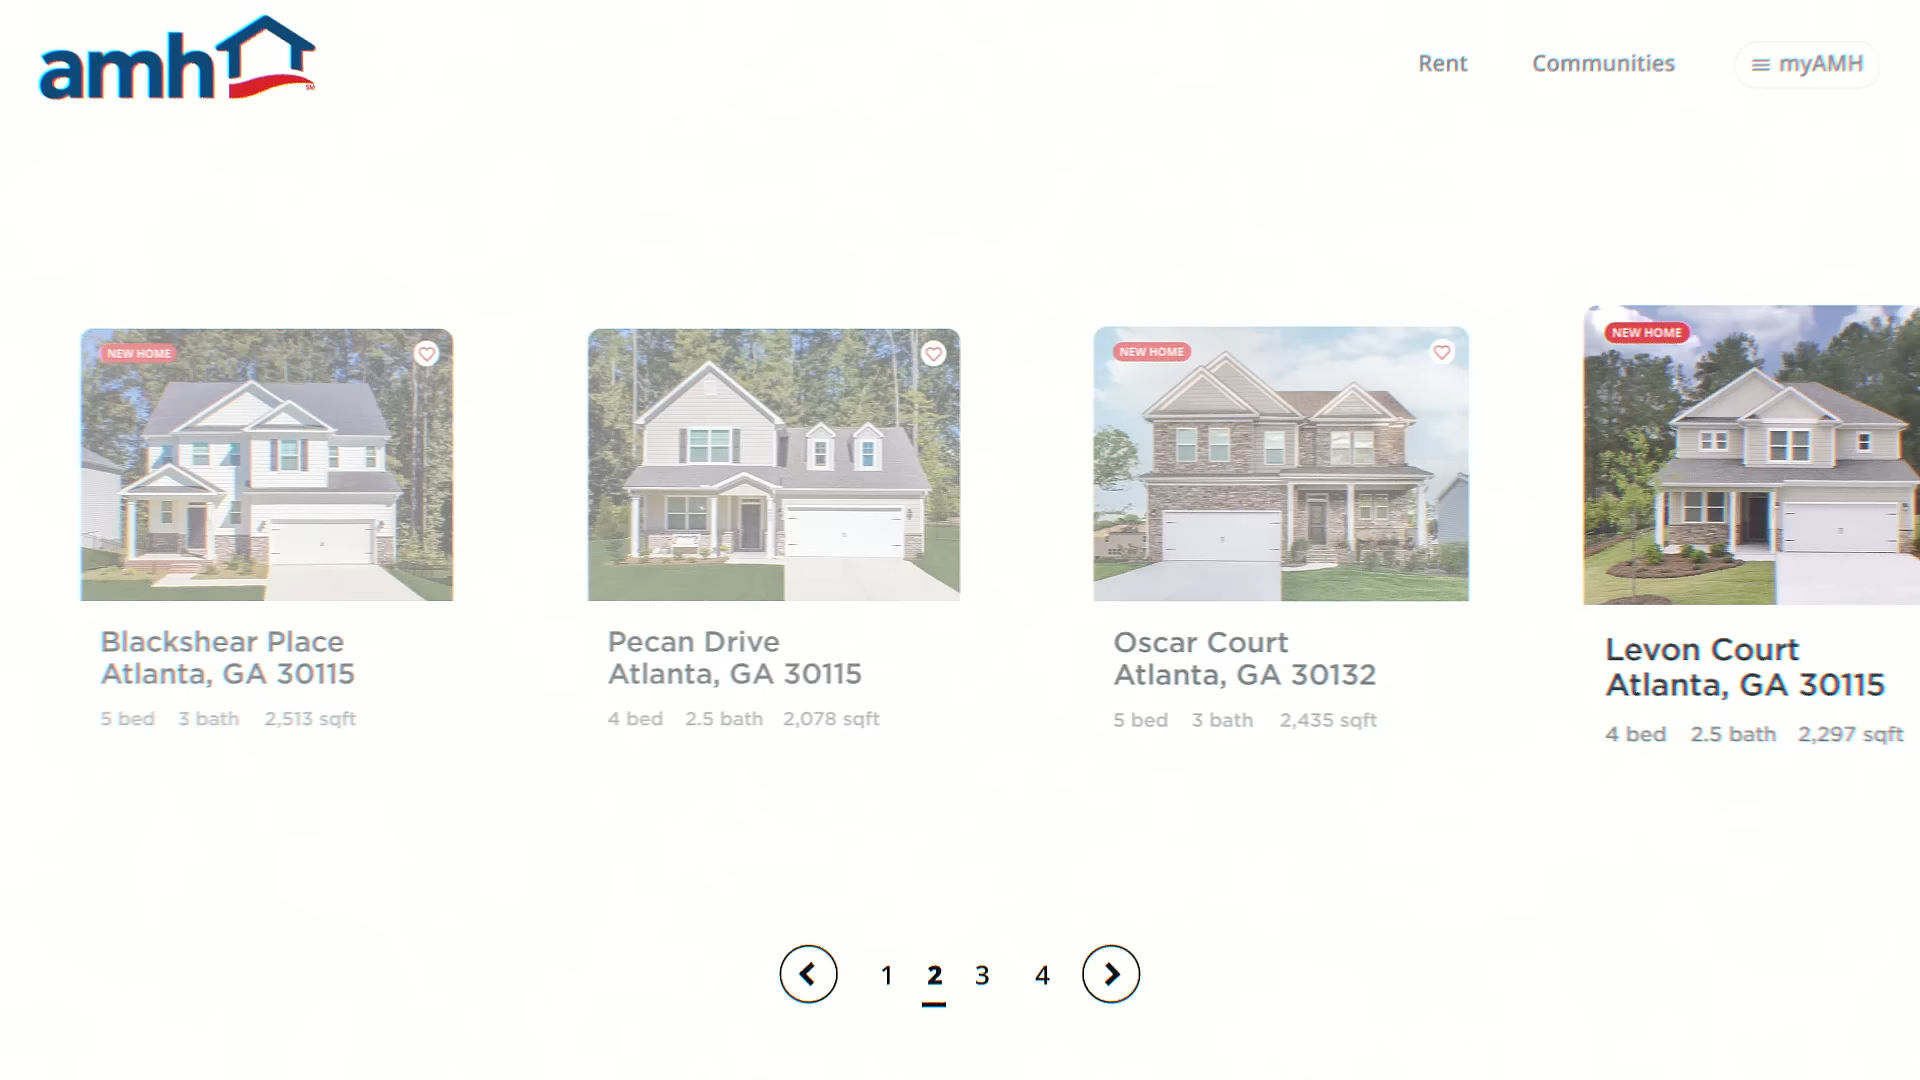 amh
SM
Rent
Communities
myAMH
NEW HOME
Blackshear Place
Atlanta, GA 30115
5 bed 3 bath 2,513 sqft
Pecan Drive
Atlanta, GA 30115
4 bed 2.5 bath 2,078 sqft
NEW HOME
Oscar Court
Atlanta, GA 30132
5 bed 3 bath 2,435 sqft
NEW HOME
Levon Court
Atlanta, GA 30115
4 bed 2.5 bath 2,297 sqft
1 2 3 4